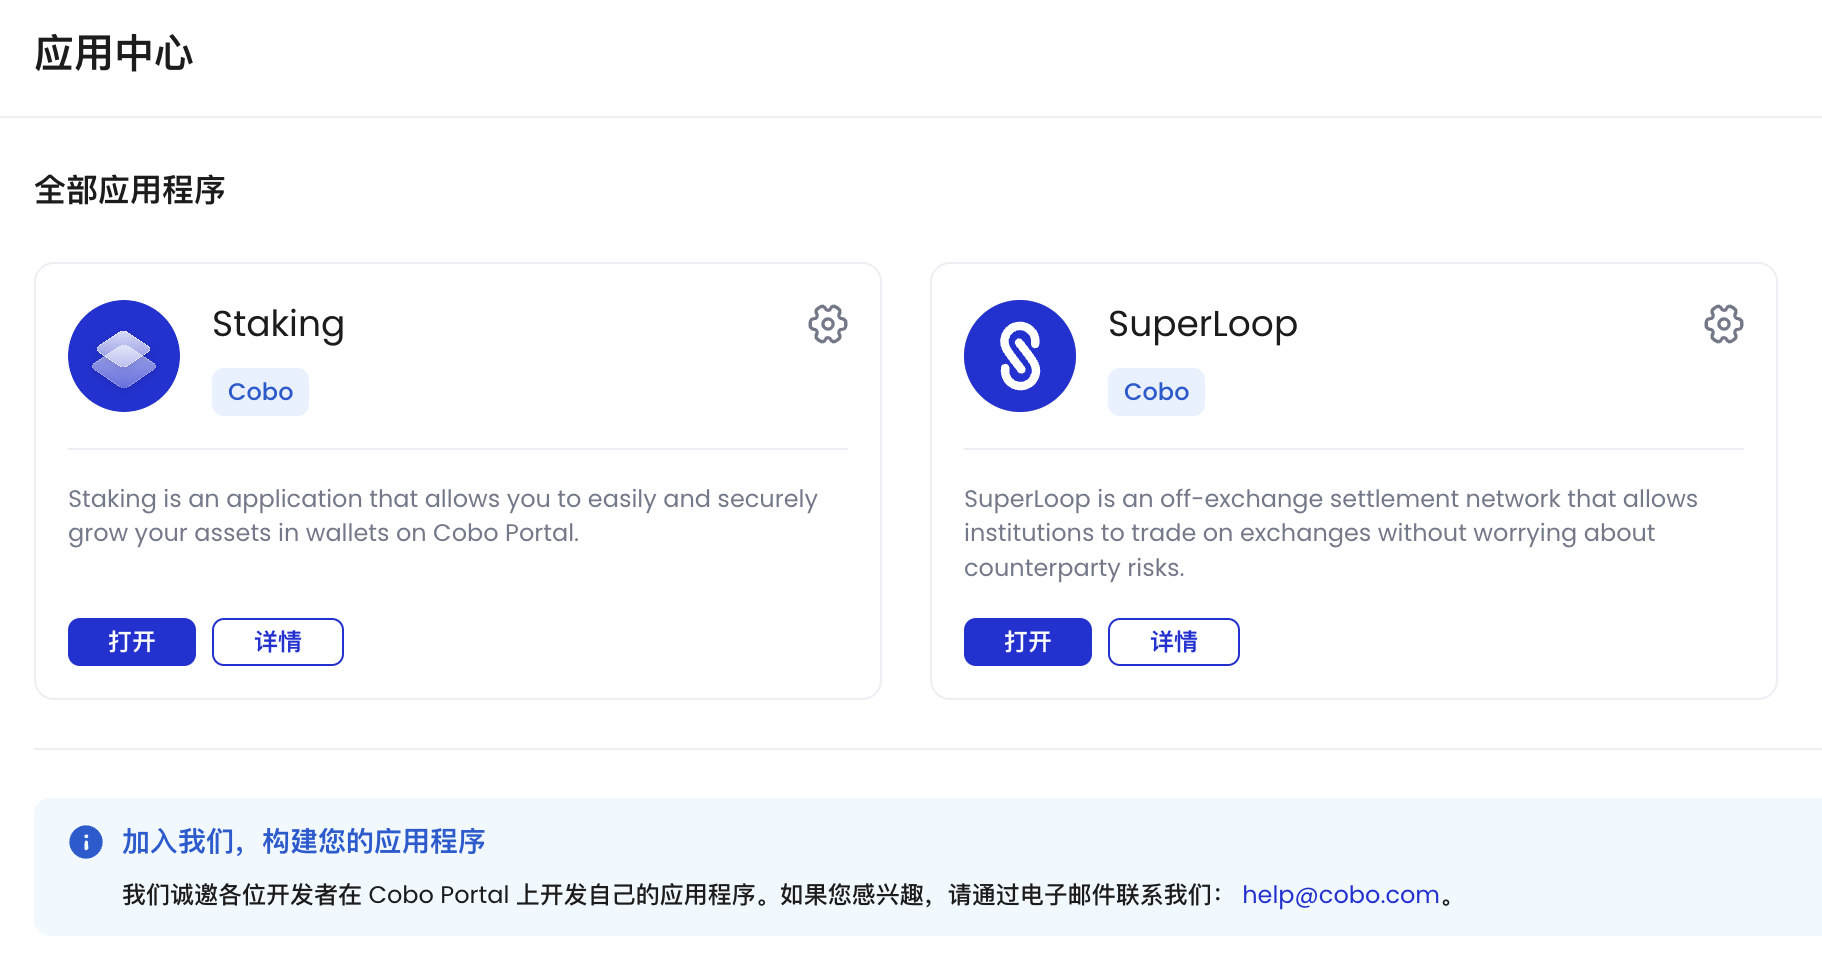 应用中心
全部应用程序
Staking
Cobo
Staking is an application that allows you to easily and securely
grow your assets in wallets on Cobo Portal.
打开
详情
SuperLoop
Cobo
SuperLoop is an off-exchange settlement network that allows
institutions to trade on exchanges without worrying about
counterparty risks.
打开
详情
加入我们，构建您的应用程序
我们诚邀各位开发者在 Cobo Portal 上开发自己的应用程序。如果您感兴趣，请通过电子邮件联系我们： help@cobo.com。